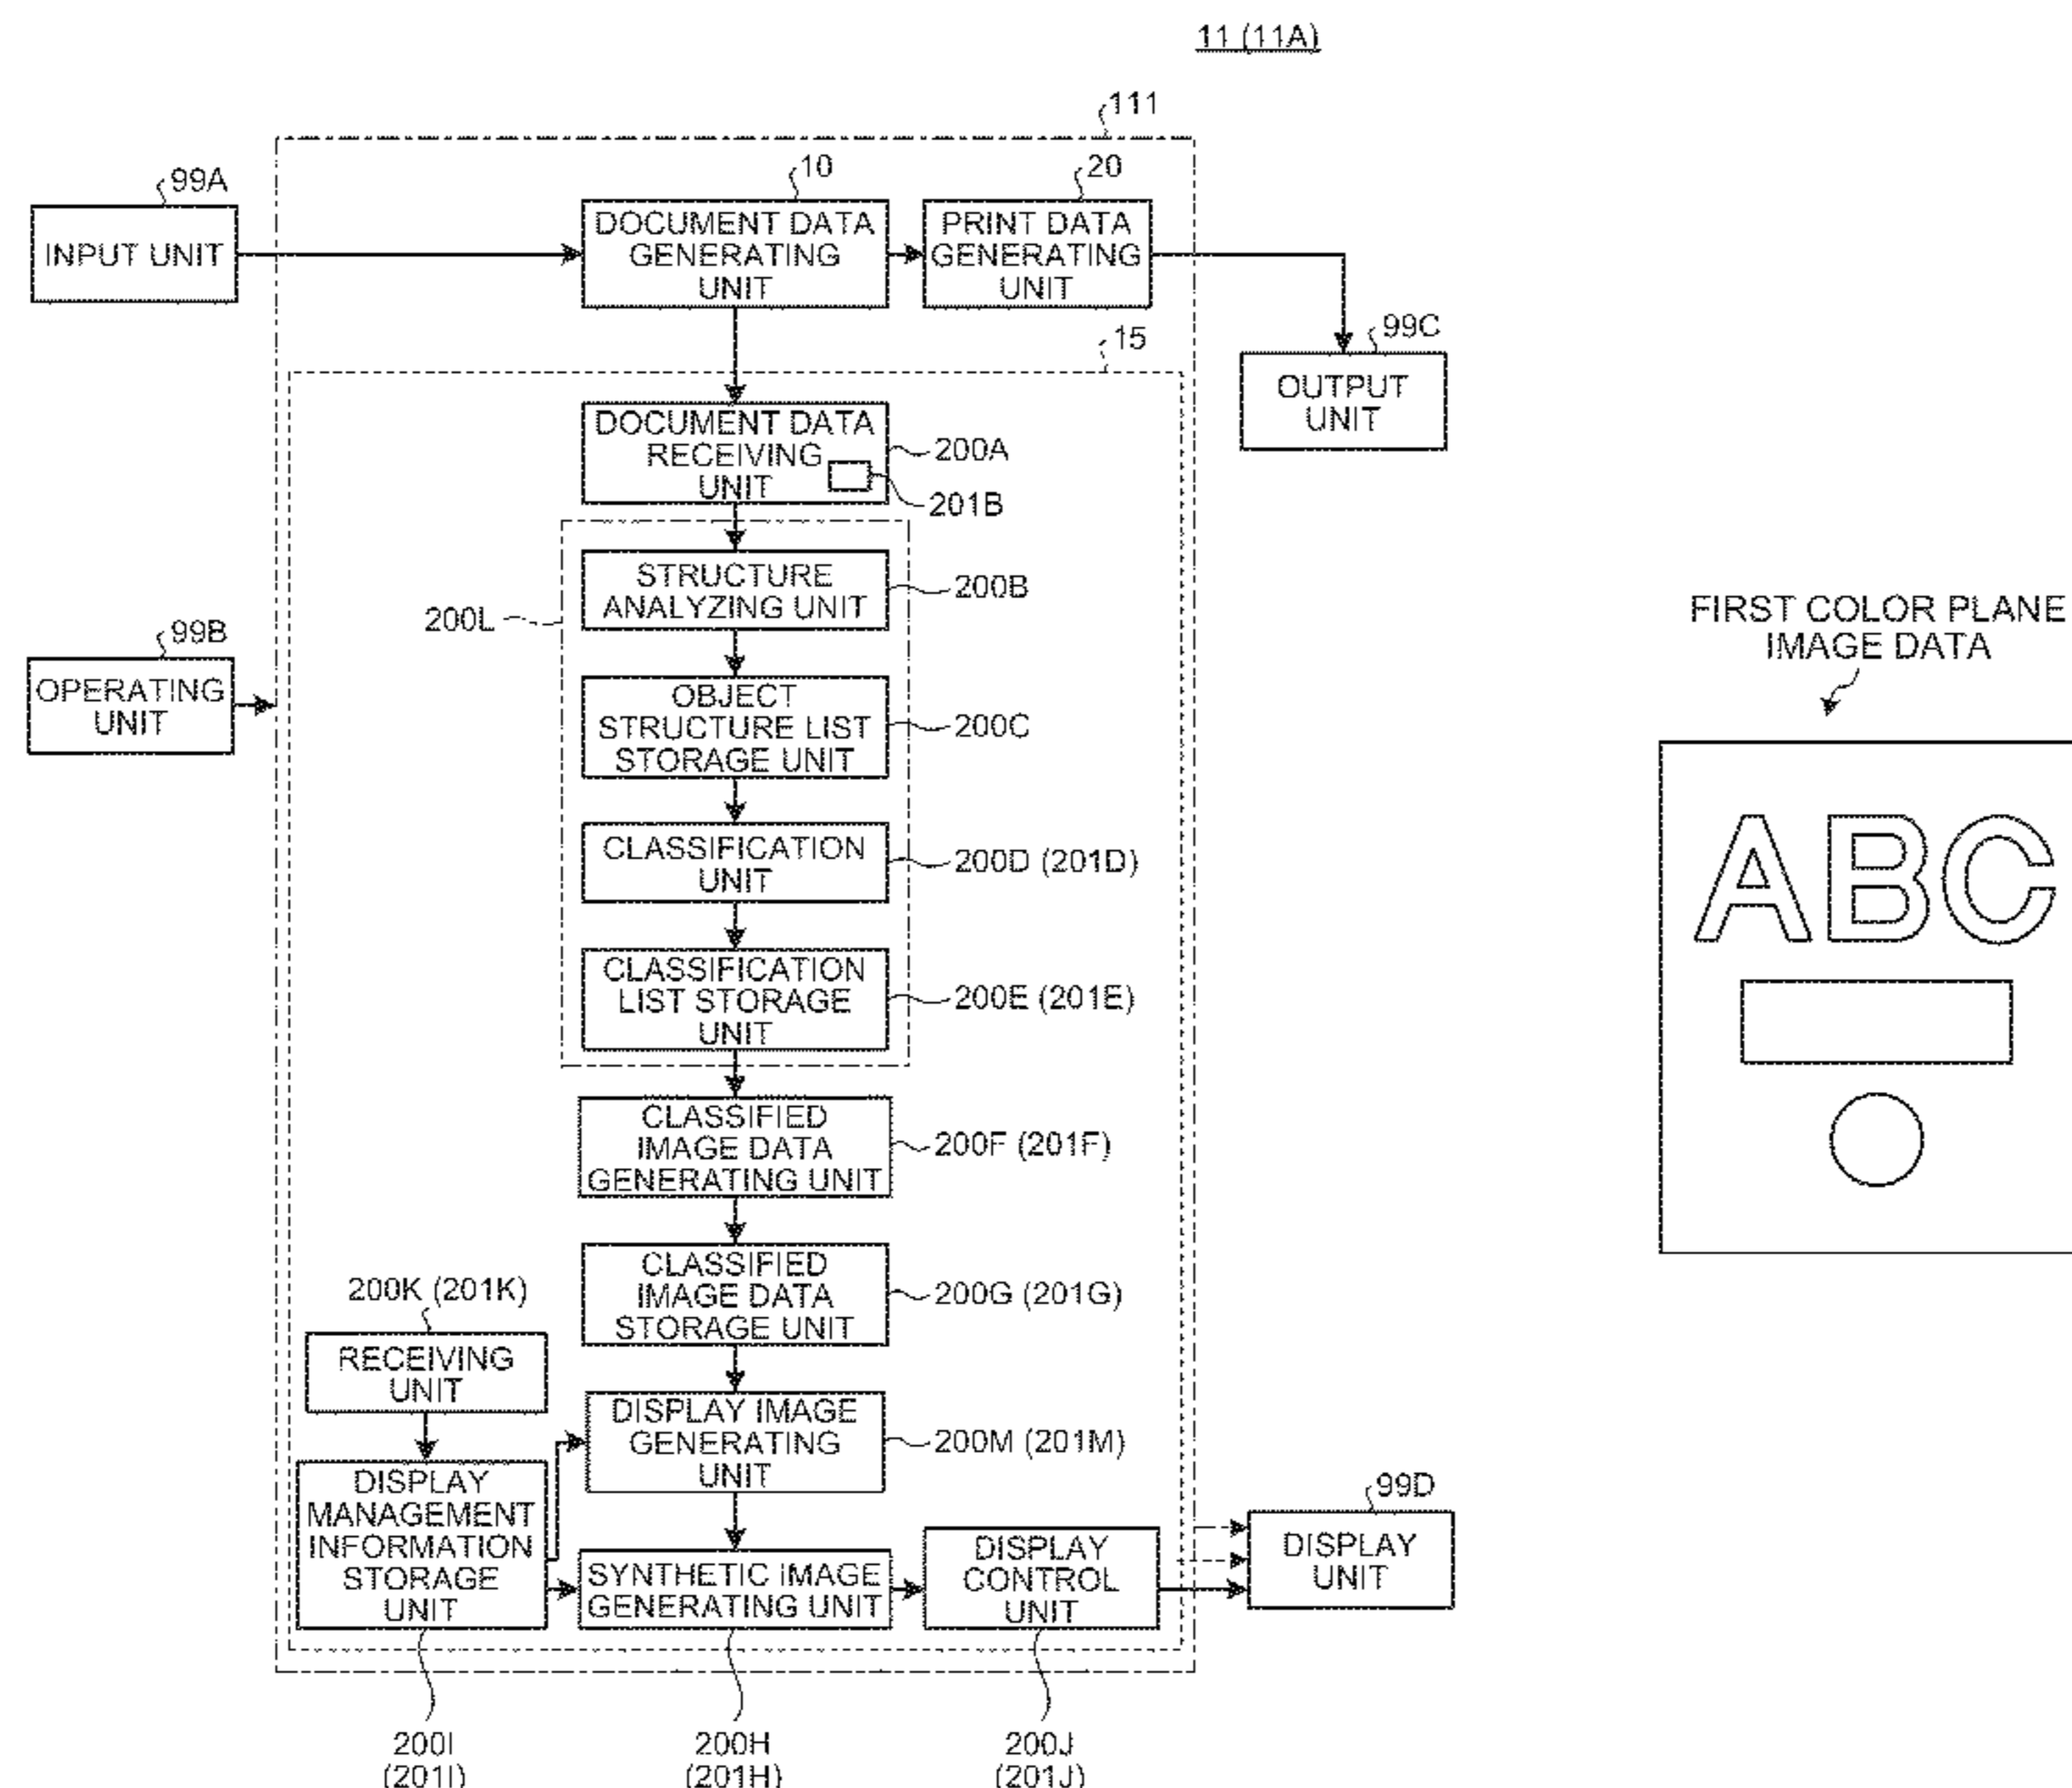 11 (11A)
111
99A
INPUT UNIT
10
DOCUMENT DATA
GENERATING
UNIT
20
PRINT DATA
GENERATING
UNIT
15
99C
OUTPUT
UNIT
DOCUMENT DATA
RECEIVING
UNIT
200A
201B
200L
STRUCTURE
ANALYZING UNIT
200B
99B
OPERATING
UNIT
OBJECT
STRUCTURE LIST
STORAGE UNIT
200C
CLASSIFICATION
UNIT
200D (201D)
CLASSIFICATION
LIST STORAGE
UNIT
200E (201E)
CLASSIFIED
IMAGE DATA
GENERATING UNIT
200F (201F)
CLASSIFIED
IMAGE DATA
STORAGE UNIT
200G (201G)
200K (201K)
RECEIVING
UNIT
DISPLAY IMAGE
GENERATING
UNIT
200M (201M)
DISPLAY
MANAGEMENT
INFORMATION
STORAGE
UNIT
SYNTHETIC IMAGE
GENERATING UNIT
DISPLAY
CONTROL
UNIT
99D
DISPLAY
UNIT
200I
(201I)
200H
(201H)
200J
(201J)
FIRST COLOR PLANE
IMAGE DATA
ABC